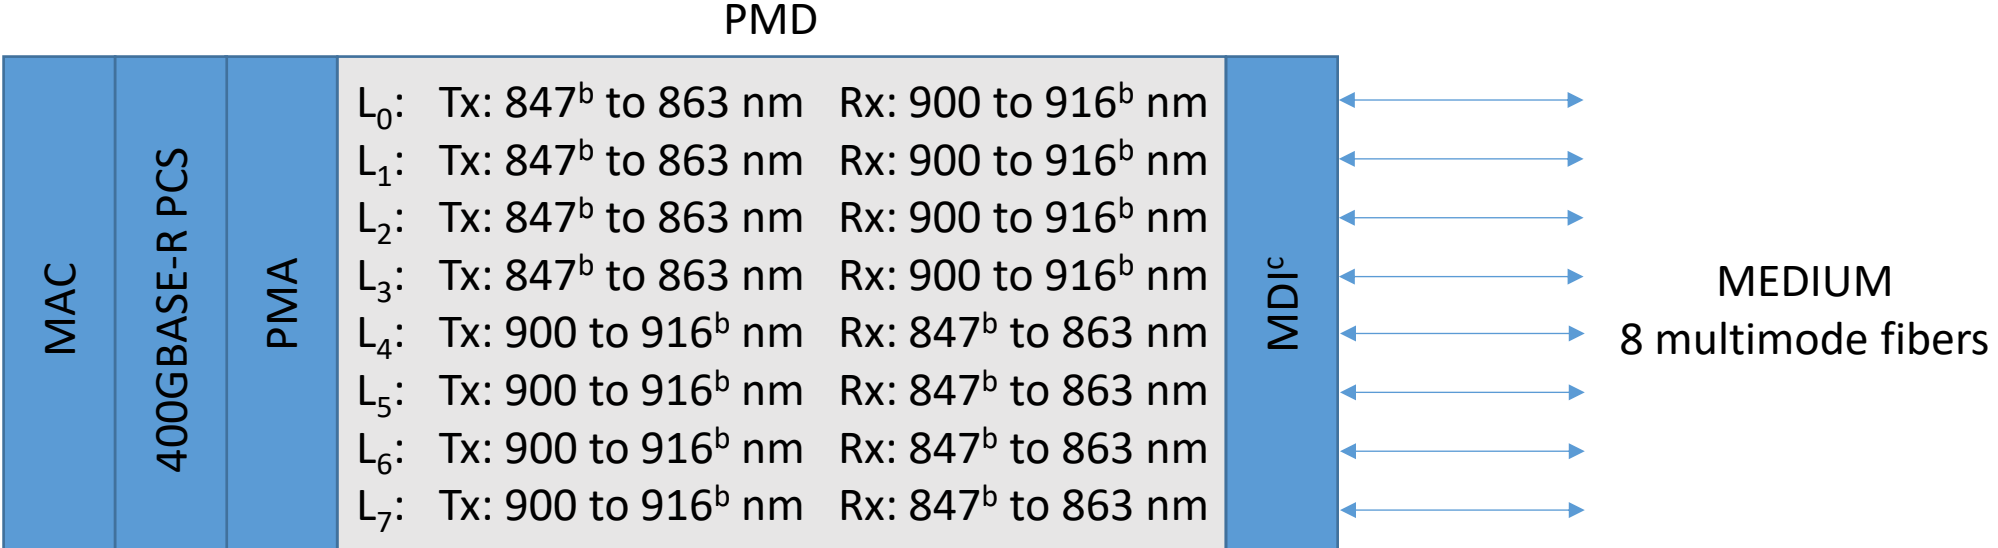 PMD
MAC
400GBASE-R PCS
PMA
L₀: Tx: 847ᵇ to 863 nm Rx: 900 to 916ᵇ nm
L₁: Tx: 847ᵇ to 863 nm Rx: 900 to 916ᵇ nm
L₂: Tx: 847ᵇ to 863 nm Rx: 900 to 916ᵇ nm
L₃: Tx: 847ᵇ to 863 nm Rx: 900 to 916ᵇ nm
L₄: Tx: 900 to 916ᵇ nm Rx: 847ᵇ to 863 nm
L₅: Tx: 900 to 916ᵇ nm Rx: 847ᵇ to 863 nm
L₆: Tx: 900 to 916ᵇ nm Rx: 847ᵇ to 863 nm
L₇: Tx: 900 to 916ᵇ nm Rx: 847ᵇ to 863 nm
MDIᶜ
MEDIUM
8 multimode fibers